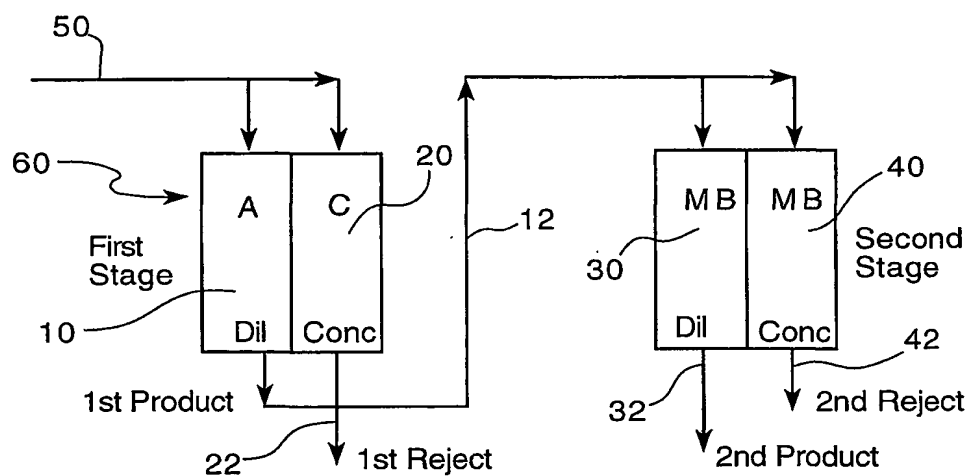 50
60
20
A
C
12
First
Stage
10
Dil
Conc
1st Product
22
1st Reject
MB
MB
40
30
Second
Stage
Dil
Conc
42
32
2nd Reject
2nd Product